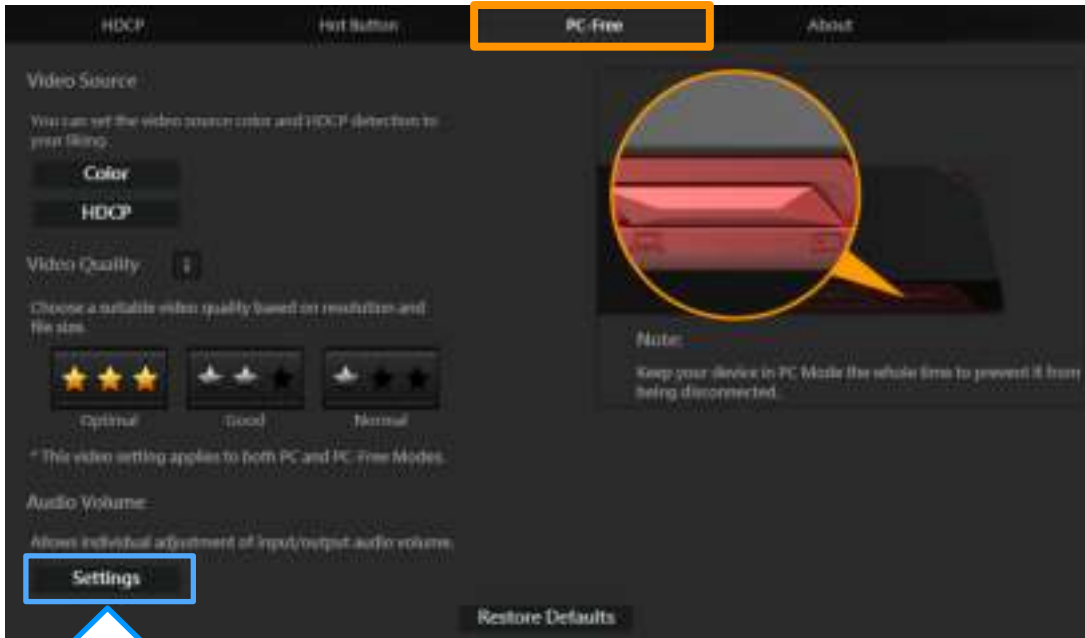 HDCP Hot Button PC-Free About
Video Source
You can set the video source color and HDCP detection to
your liking.
Color
HDCP
Video Quality i
Choose a suitable video quality based on resolution and
file size.
Optimal Good Normal
* This video setting applies to both PC and PC-Free Modes.
Audio Volume
Allows individual adjustment of input/output audio volume.
Settings
Note:
Keep your device in PC Mode the whole time to prevent it from
being disconnected.
Restore Defaults